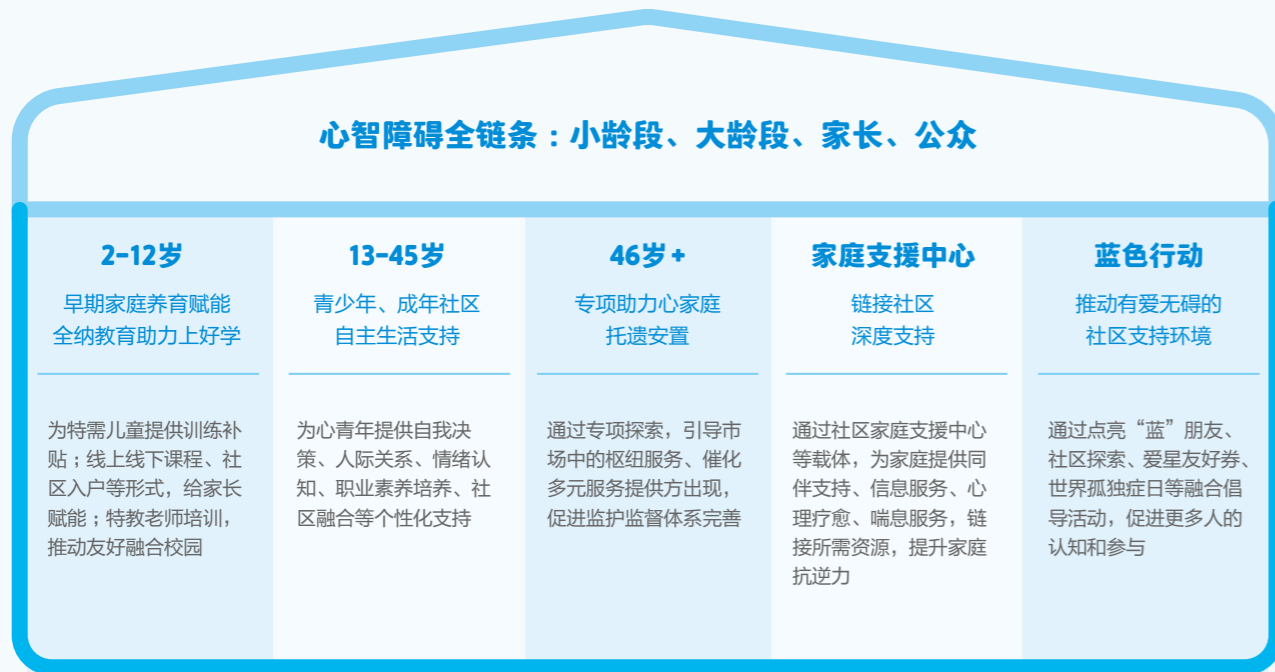 心智障碍全链条：小龄段、大龄段、家长、公众
2-12岁
早期家庭养育赋能
全纳教育助力上好学
为特需儿童提供训练补
贴；线上线下课程、社
区入户等形式，给家长
赋能；特教老师培训，
推动友好融合校园
13-45岁
青少年、成年社区
自主生活支持
为心青年提供自我决
策、人际关系、情绪认
知、职业素养培养、社
区融合等个性化支持
46岁+
专项助力心家庭
托遗安置
通过专项探索，引导市
场中的枢纽服务、催化
多元服务提供方出现，
促进监护监督体系完善
家庭支援中心
链接社区
深度支持
通过社区家庭支援中心
等载体，为家庭提供同
伴支持、信息服务、心
理疗愈、喘息服务，链
接所需资源，提升家庭
抗逆力
蓝色行动
推动有爱无碍的
社区支持环境
通过点亮“蓝”朋友、
社区探索、爱星友好券、
世界孤独症日等融合倡
导活动，促进更多人的
认知和参与